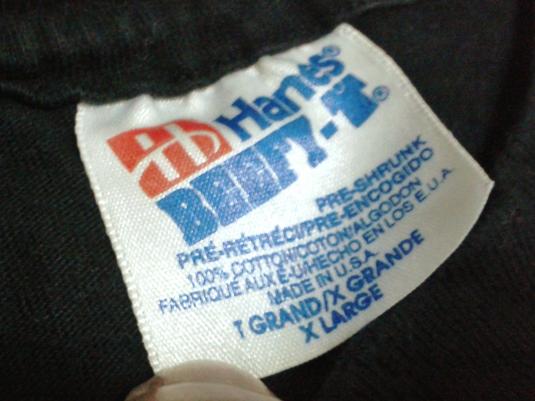 hb Hanes®
BEEFY-T®
PRE-SHRUNK
PRÉ-RÉTRÉCI/PRE-ENCOGIDO
100% COTTON/COTON/ALGODON
FABRIQUÉ AUX É-U/HECHO EN LOS E.U.A.
MADE IN U.S.A.
T GRAND/X GRANDE
X LARGE